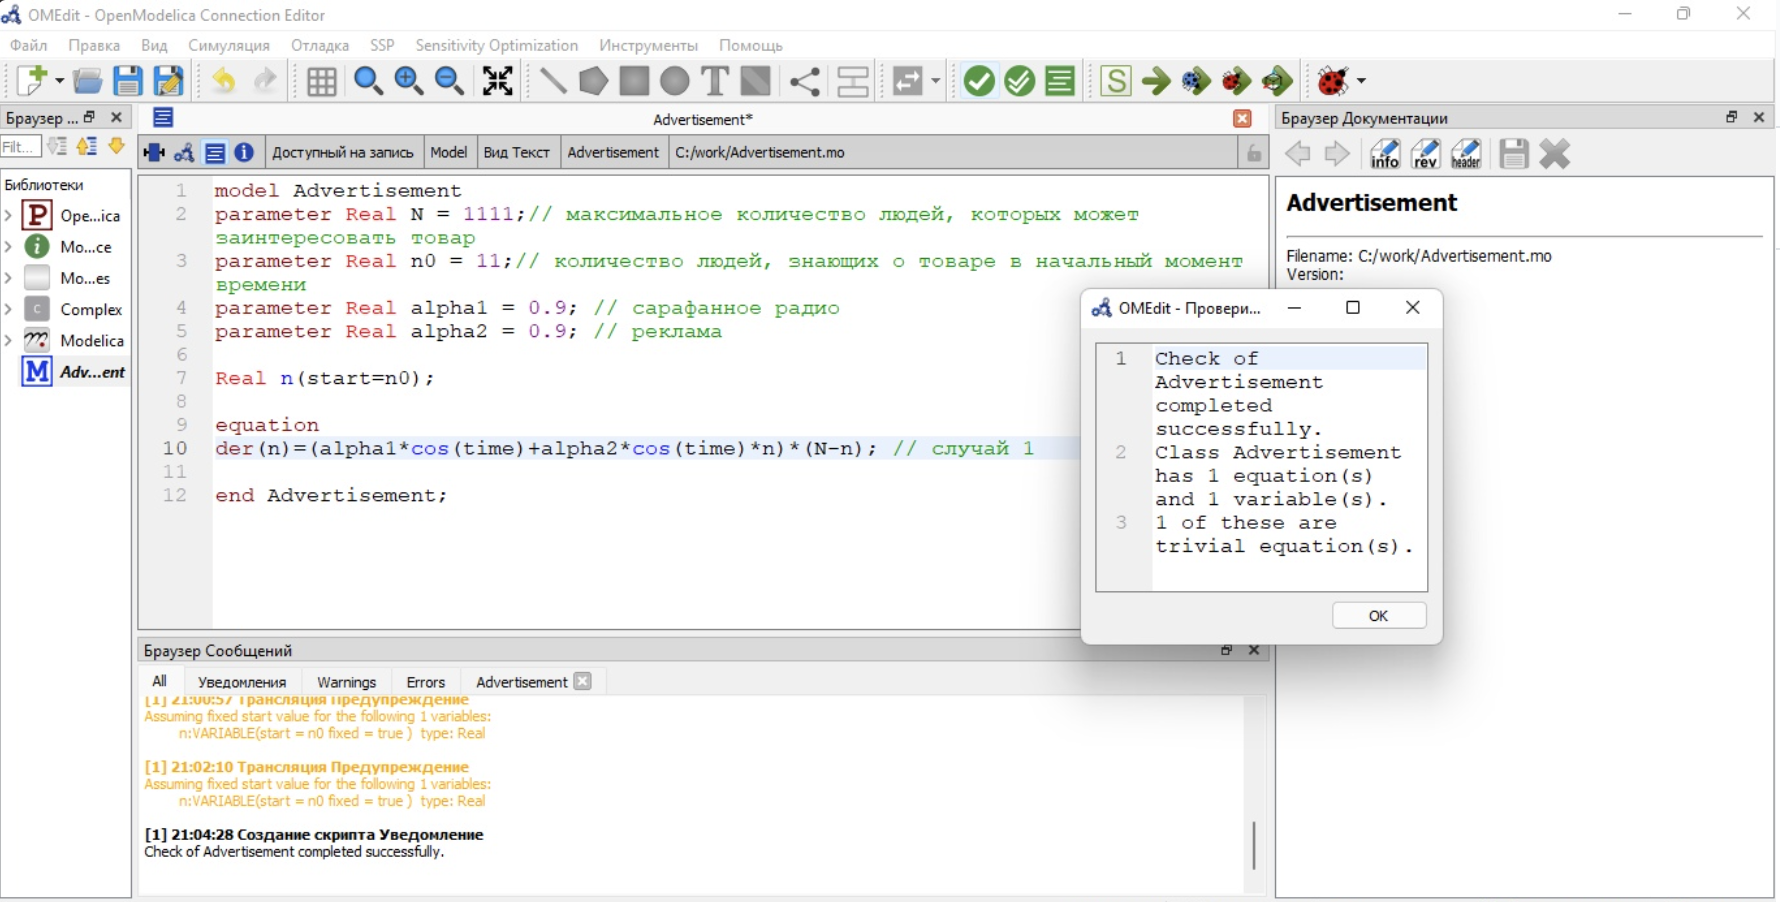 OMEdit - OpenModelica Connection Editor
Файл Правка Вид Симуляция Отладка SSP Sensitivity Optimization Инструменты Помощь
T S
info rev header
Браузер ...
Filt...
Библиотеки
P Ope...ica
i Mo...ce
Mo...es
c Complex
Modelica
M Adv...ent
Advertisement*
i Доступный на запись Model Вид Текст Advertisement C:/work/Advertisement.mo
1 model Advertisement
2 parameter Real N = 1111;// максимальное количество людей, которых может
заинтересовать товар
3 parameter Real n0 = 11;// количество людей, знающих о товаре в начальный момент
времени
4 parameter Real alpha1 = 0.9; // сарафанное радио
5 parameter Real alpha2 = 0.9; // реклама
6
7 Real n(start=n0);
8
9 equation
10 der(n)=(alpha1*cos(time)+alpha2*cos(time)*n)*(N-n); // случай 1
11
12 end Advertisement;
Браузер Сообщений
All Уведомления Warnings Errors Advertisement
[1] 21:00:57 Трансляция Предупреждение
Assuming fixed start value for the following 1 variables:
n:VARIABLE(start = n0 fixed = true ) type: Real
[1] 21:02:10 Трансляция Предупреждение
Assuming fixed start value for the following 1 variables:
n:VARIABLE(start = n0 fixed = true ) type: Real
[1] 21:04:28 Создание скрипта Уведомление
Check of Advertisement completed successfully.
Браузер Документации
Advertisement
Filename: C:/work/Advertisement.mo
Version:
OMEdit - Провери...
1 Check of
Advertisement
completed
successfully.
2 Class Advertisement
has 1 equation(s)
and 1 variable(s).
3 1 of these are
trivial equation(s).
OK